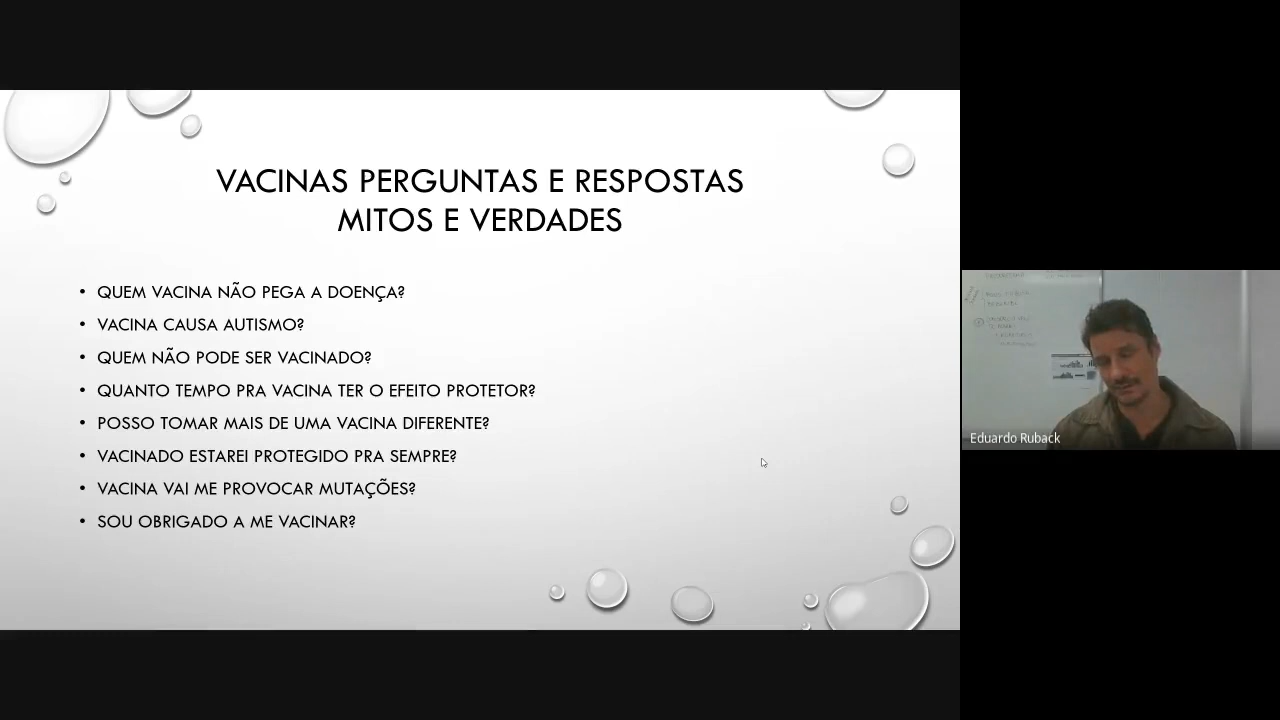 VACINAS PERGUNTAS E RESPOSTAS
MITOS E VERDADES
• QUEM VACINA NÃO PEGA A DOENÇA?
• VACINA CAUSA AUTISMO?
• QUEM NÃO PODE SER VACINADO?
• QUANTO TEMPO PRA VACINA TER O EFEITO PROTETOR?
• POSSO TOMAR MAIS DE UMA VACINA DIFERENTE?
• VACINADO ESTAREI PROTEGIDO PRA SEMPRE?
• VACINA VAI ME PROVOCAR MUTAÇÕES?
• SOU OBRIGADO A ME VACINAR?
Eduardo Ruback